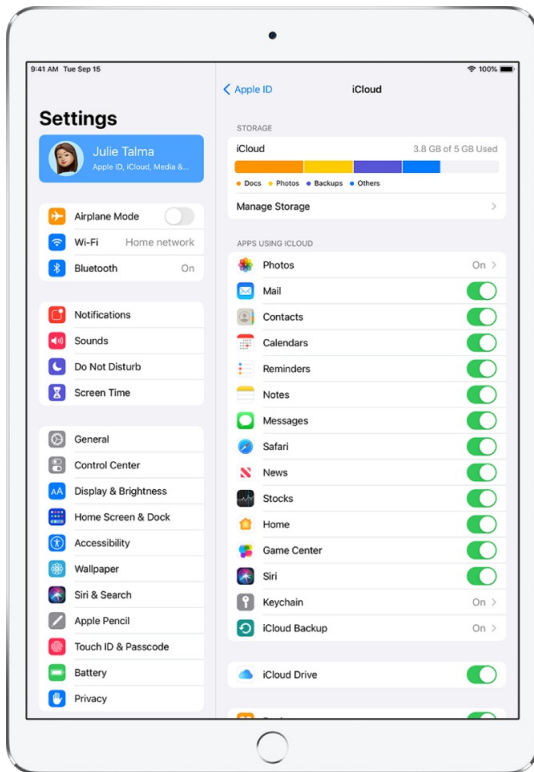 9:41 AM Tue Sep 15
100%
Settings
Julie Talma
Apple ID, iCloud, Media &...
Airplane Mode
Wi-Fi Home network
Bluetooth On
Notifications
Sounds
Do Not Disturb
Screen Time
General
Control Center
AA Display & Brightness
Home Screen & Dock
Accessibility
Wallpaper
Siri & Search
Apple Pencil
Touch ID & Passcode
Battery
Privacy
Apple ID iCloud
STORAGE
iCloud 3.8 GB of 5 GB Used
Docs Photos Backups Others
Manage Storage
APPS USING ICLOUD
Photos On
Mail
Contacts
Calendars
Reminders
Notes
Messages
Safari
News
Stocks
Home
Game Center
Siri
Keychain On
iCloud Backup On
iCloud Drive